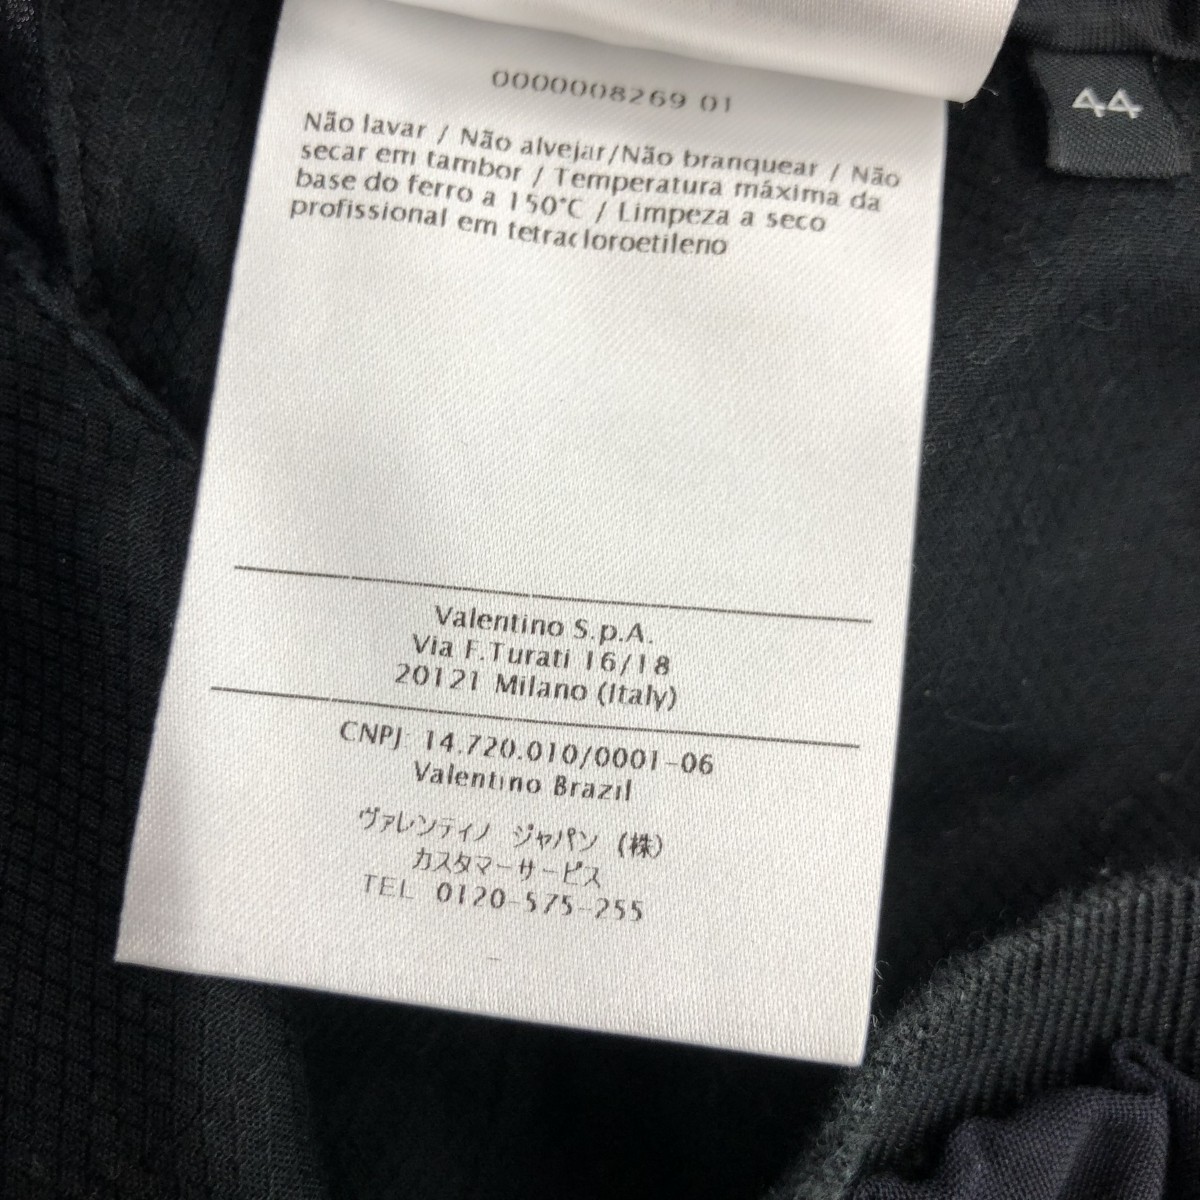 0000008269 01
44
Não lavar / Não alvejar/Não branquear / Não
secar em tambor / Temperatura máxima da
base do ferro a 150°C / Limpeza a seco
profissional em tetracloroetileno
Valentino S.p.A.
Via F.Turati 16/18
20121 Milano (Italy)
CNPJ: 14.720.010/0001-06
Valentino Brazil
ヴァレンティノ ジャパン (株)
カスタマーサービス
TEL 0120-575-255